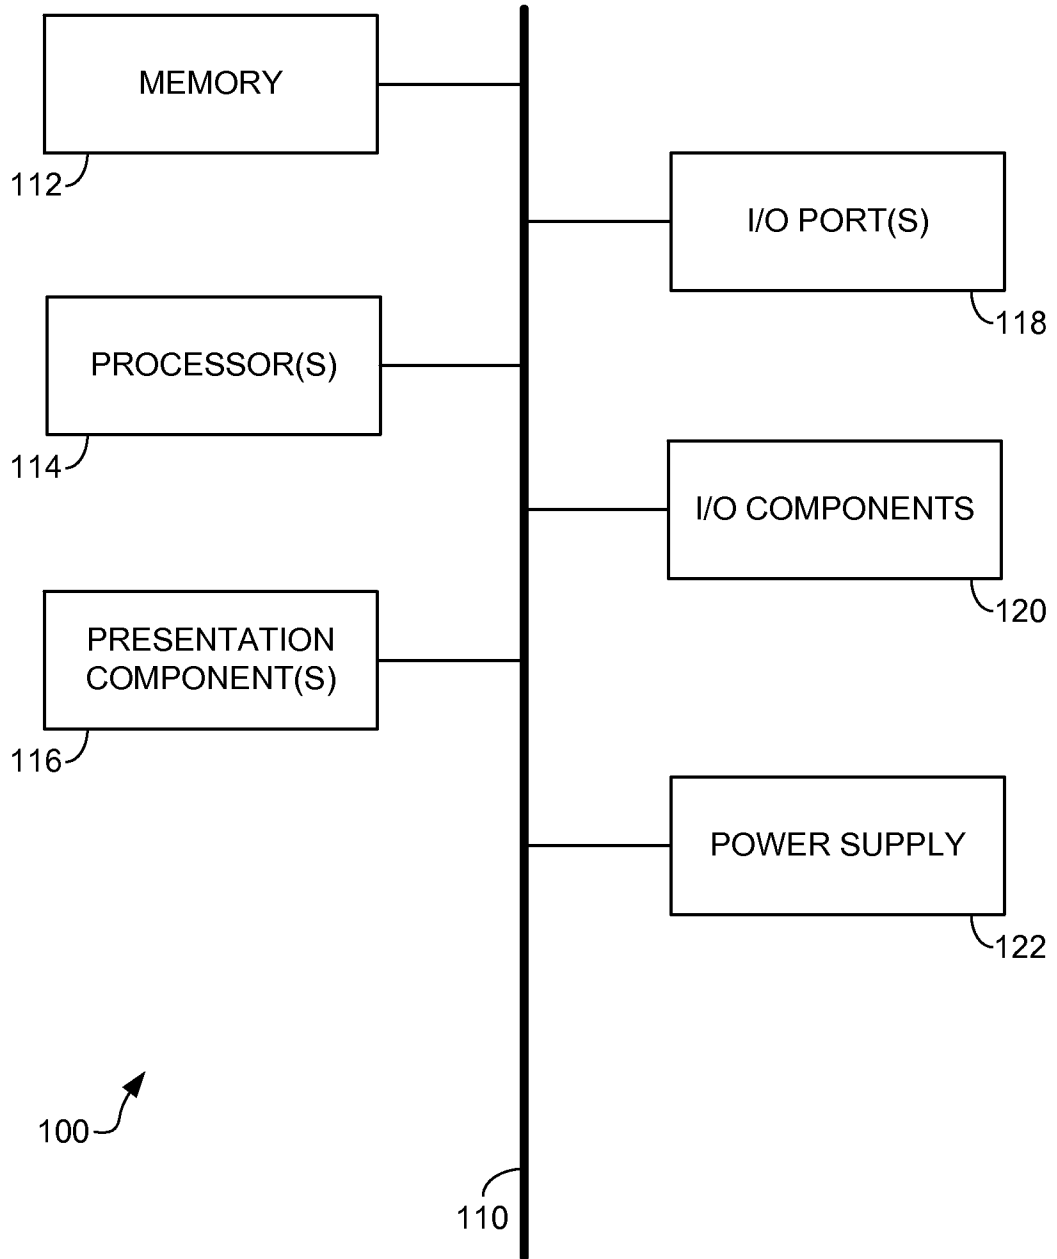 MEMORY
112
I/O PORT(S)
118
PROCESSOR(S)
114
I/O COMPONENTS
120
PRESENTATION
COMPONENT(S)
116
POWER SUPPLY
122
100
110